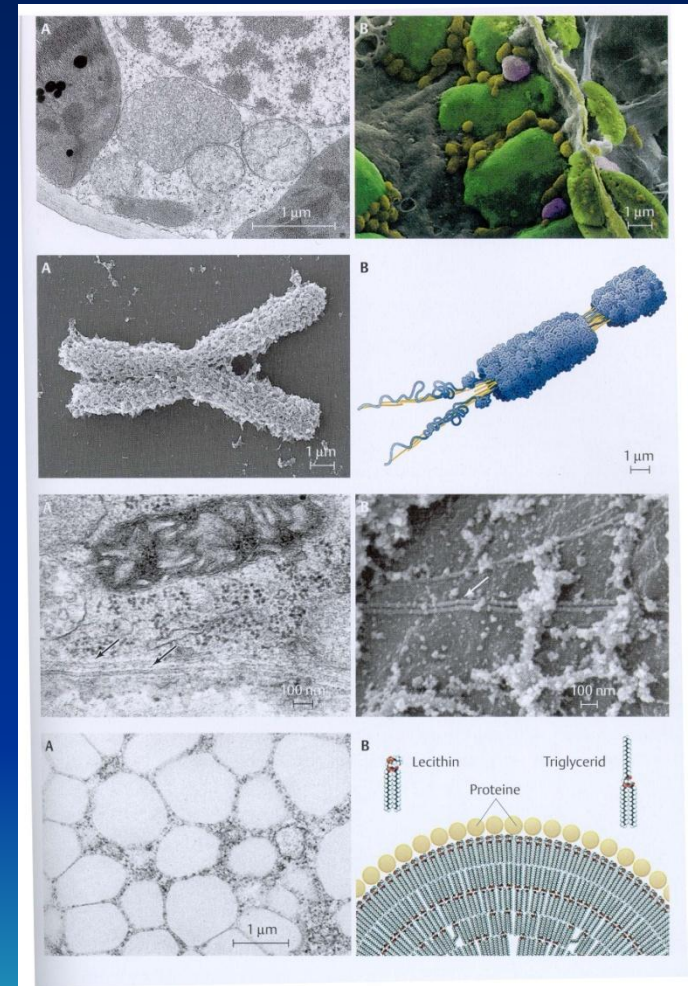 A
1 µm
B
1 µm
A
1 µm
B
1 µm
A
100 nm
B
100 nm
A
1 µm
B
Lecithin
Triglycerid
Proteine